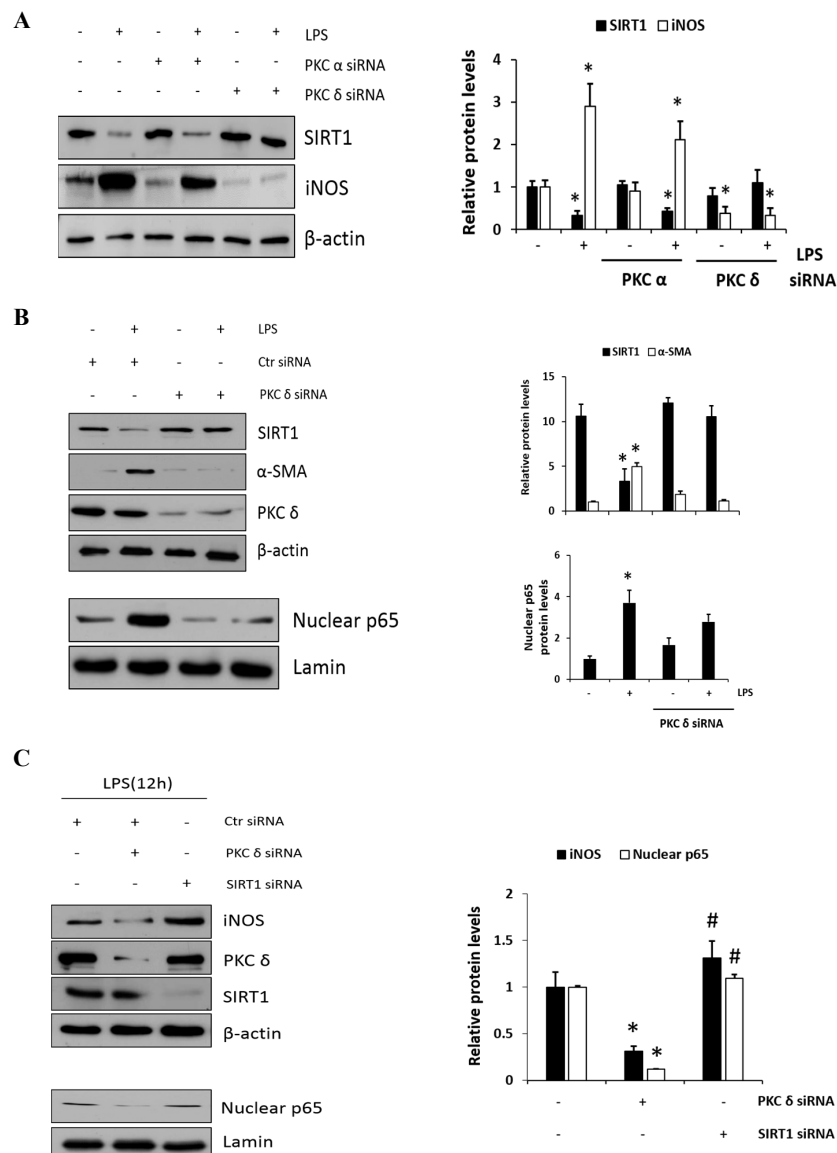 A
- + - + - + LPS
- - + + - - PKC α siRNA
- - - - + + PKC δ siRNA
SIRT1
iNOS
β-actin
SIRT1 iNOS
Relative protein levels
4
3
2
1
0
* * * * * *
- + - + - + LPS
PKC α PKC δ siRNA
B
- + - + LPS
+ + - - Ctr siRNA
- - + + PKC δ siRNA
SIRT1
α-SMA
PKC δ
β-actin
Nuclear p65
Lamin
SIRT1 α-SMA
Relative protein levels
15
10
5
0
* *
Nuclear p65
protein levels
6
4
2
0
*
- + - + LPS
PKC δ siRNA
C
LPS(12h)
+ + - Ctr siRNA
- + - PKC δ siRNA
- - + SIRT1 siRNA
iNOS
PKC δ
SIRT1
β-actin
Nuclear p65
Lamin
iNOS Nuclear p65
Relative protein levels
2
1.5
1
0.5
0
* * # #
- + - PKC δ siRNA
- - + SIRT1 siRNA